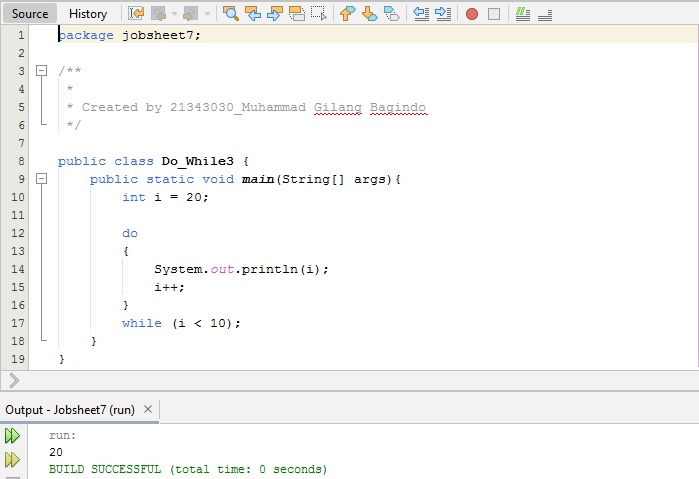 Source History
1 package jobsheet7;
2
3 /**
4 *
5 * Created by 21343030_Muhammad Gilang Bagindo
6 */
7
8 public class Do_While3 {
9 public static void main(String[] args){
10 int i = 20;
11
12 do
13 {
14 System.out.println(i);
15 i++;
16 }
17 while (i < 10);
18 }
19 }
Output - Jobsheet7 (run) ×
run:
20
BUILD SUCCESSFUL (total time: 0 seconds)